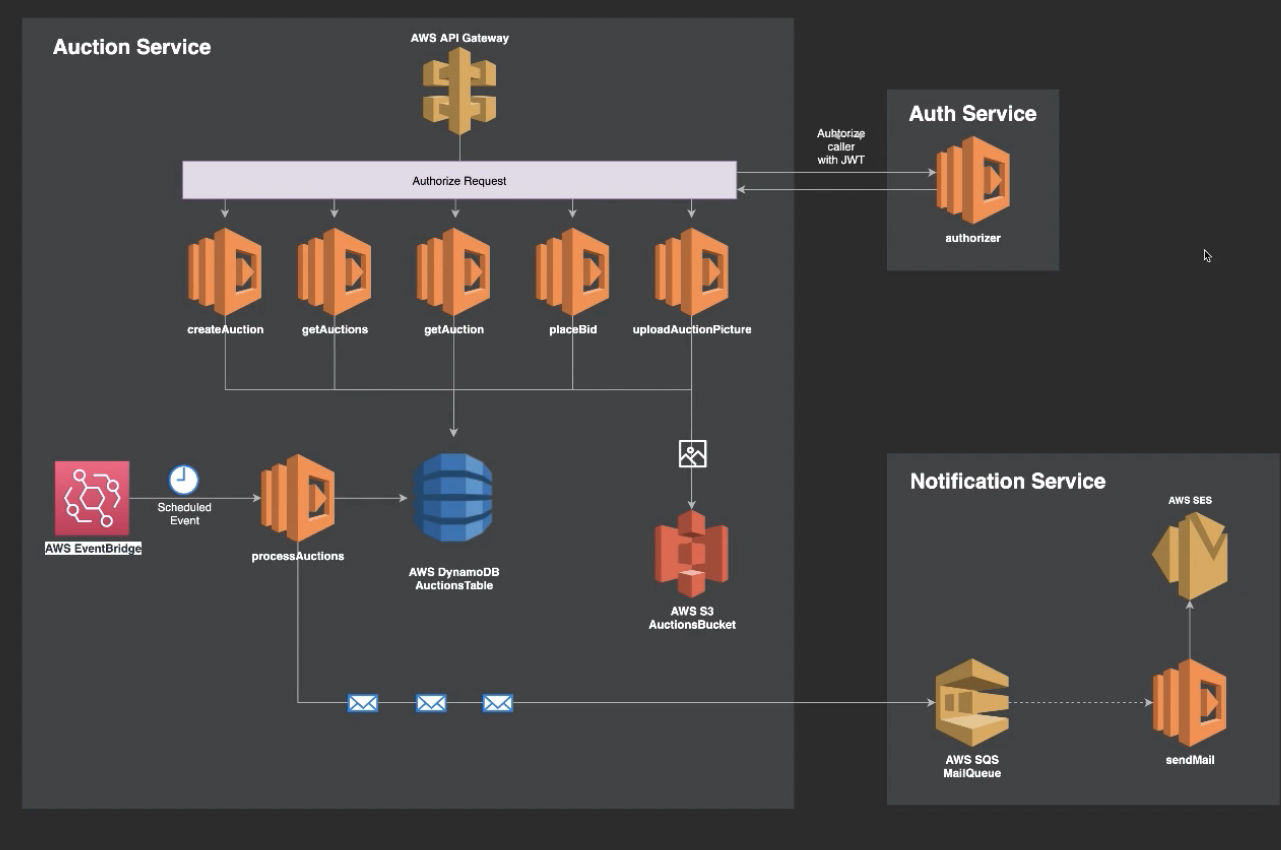 Auction Service
AWS API Gateway
Auth Service
Authorize
caller
with JWT
Authorize Request
authorizer
createAuction
getAuctions
getAuction
placeBid
uploadAuctionPicture
Scheduled
Event
AWS EventBridge
processAuctions
AWS DynamoDB
AuctionsTable
AWS S3
AuctionsBucket
Notification Service
AWS SES
AWS SQS
MailQueue
sendMail